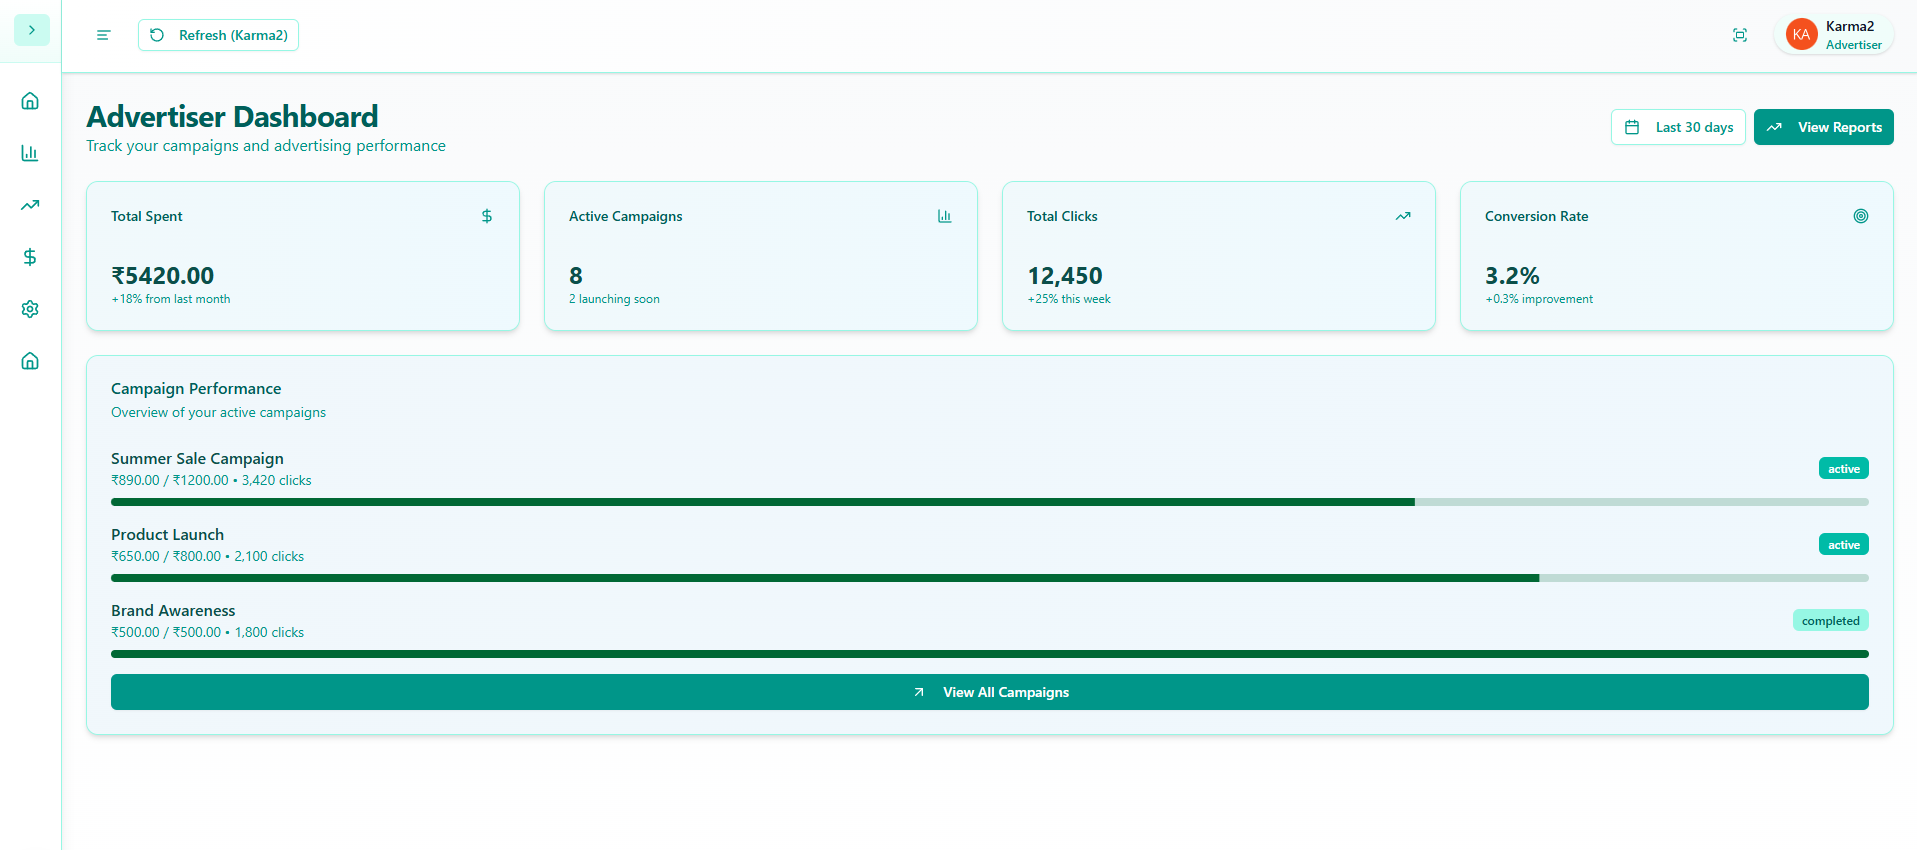 Refresh (Karma2)
KA
Karma2
Advertiser
Advertiser Dashboard
Track your campaigns and advertising performance
Last 30 days
View Reports
Total Spent
₹5420.00
+18% from last month
Active Campaigns
8
2 launching soon
Total Clicks
12,450
+25% this week
Conversion Rate
3.2%
+0.3% improvement
Campaign Performance
Overview of your active campaigns
Summer Sale Campaign
₹890.00 / ₹1200.00 • 3,420 clicks
active
Product Launch
₹650.00 / ₹800.00 • 2,100 clicks
active
Brand Awareness
₹500.00 / ₹500.00 • 1,800 clicks
completed
View All Campaigns